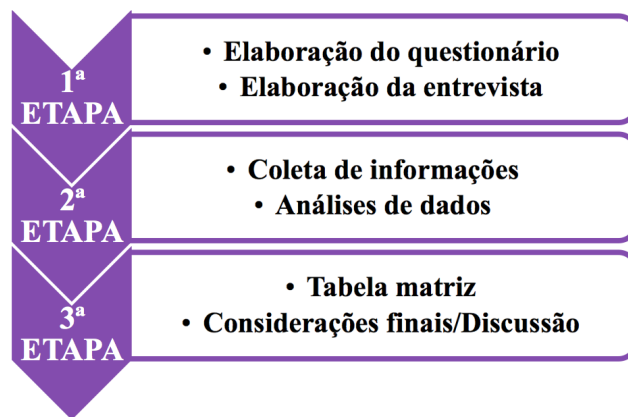 1ª
ETAPA
• Elaboração do questionário
• Elaboração da entrevista
2ª
ETAPA
• Coleta de informações
• Análises de dados
3ª
ETAPA
• Tabela matriz
• Considerações finais/Discussão